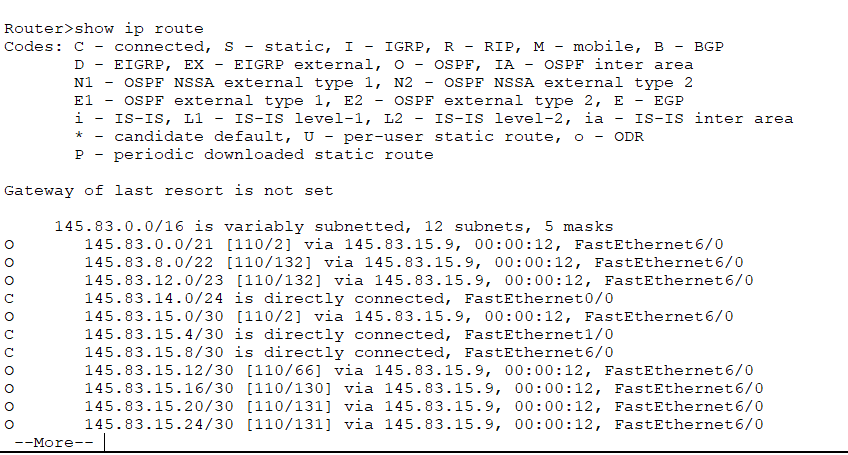 Router>show ip route
Codes: C - connected, S - static, I - IGRP, R - RIP, M - mobile, B - BGP
D - EIGRP, EX - EIGRP external, O - OSPF, IA - OSPF inter area
N1 - OSPF NSSA external type 1, N2 - OSPF NSSA external type 2
E1 - OSPF external type 1, E2 - OSPF external type 2, E - EGP
i - IS-IS, L1 - IS-IS level-1, L2 - IS-IS level-2, ia - IS-IS inter area
* - candidate default, U - per-user static route, o - ODR
P - periodic downloaded static route
Gateway of last resort is not set
145.83.0.0/16 is variably subnetted, 12 subnets, 5 masks
O 145.83.0.0/21 [110/2] via 145.83.15.9, 00:00:12, FastEthernet6/0
O 145.83.8.0/22 [110/132] via 145.83.15.9, 00:00:12, FastEthernet6/0
O 145.83.12.0/23 [110/132] via 145.83.15.9, 00:00:12, FastEthernet6/0
C 145.83.14.0/24 is directly connected, FastEthernet0/0
O 145.83.15.0/30 [110/2] via 145.83.15.9, 00:00:12, FastEthernet6/0
C 145.83.15.4/30 is directly connected, FastEthernet1/0
C 145.83.15.8/30 is directly connected, FastEthernet6/0
O 145.83.15.12/30 [110/66] via 145.83.15.9, 00:00:12, FastEthernet6/0
O 145.83.15.16/30 [110/130] via 145.83.15.9, 00:00:12, FastEthernet6/0
O 145.83.15.20/30 [110/131] via 145.83.15.9, 00:00:12, FastEthernet6/0
O 145.83.15.24/30 [110/131] via 145.83.15.9, 00:00:12, FastEthernet6/0
--More--